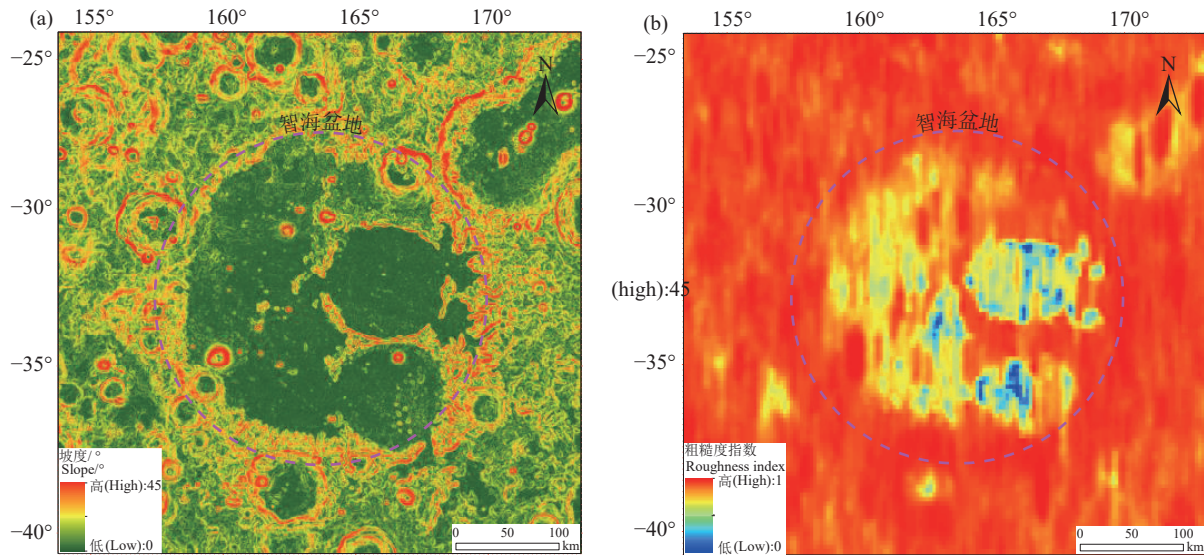 (a)
155° 160° 165° 170°
−25°
−30°
−35°
−40°
N
智海盆地
坡度/°
Slope/°
高(High):45
低(Low):0
0 50 100
km
(b)
155° 160° 165° 170°
−25°
−30°
(high):45
−35°
−40°
N
智海盆地
粗糙度指数
Roughness index
高(High):1
低(Low):0
0 50 100
km